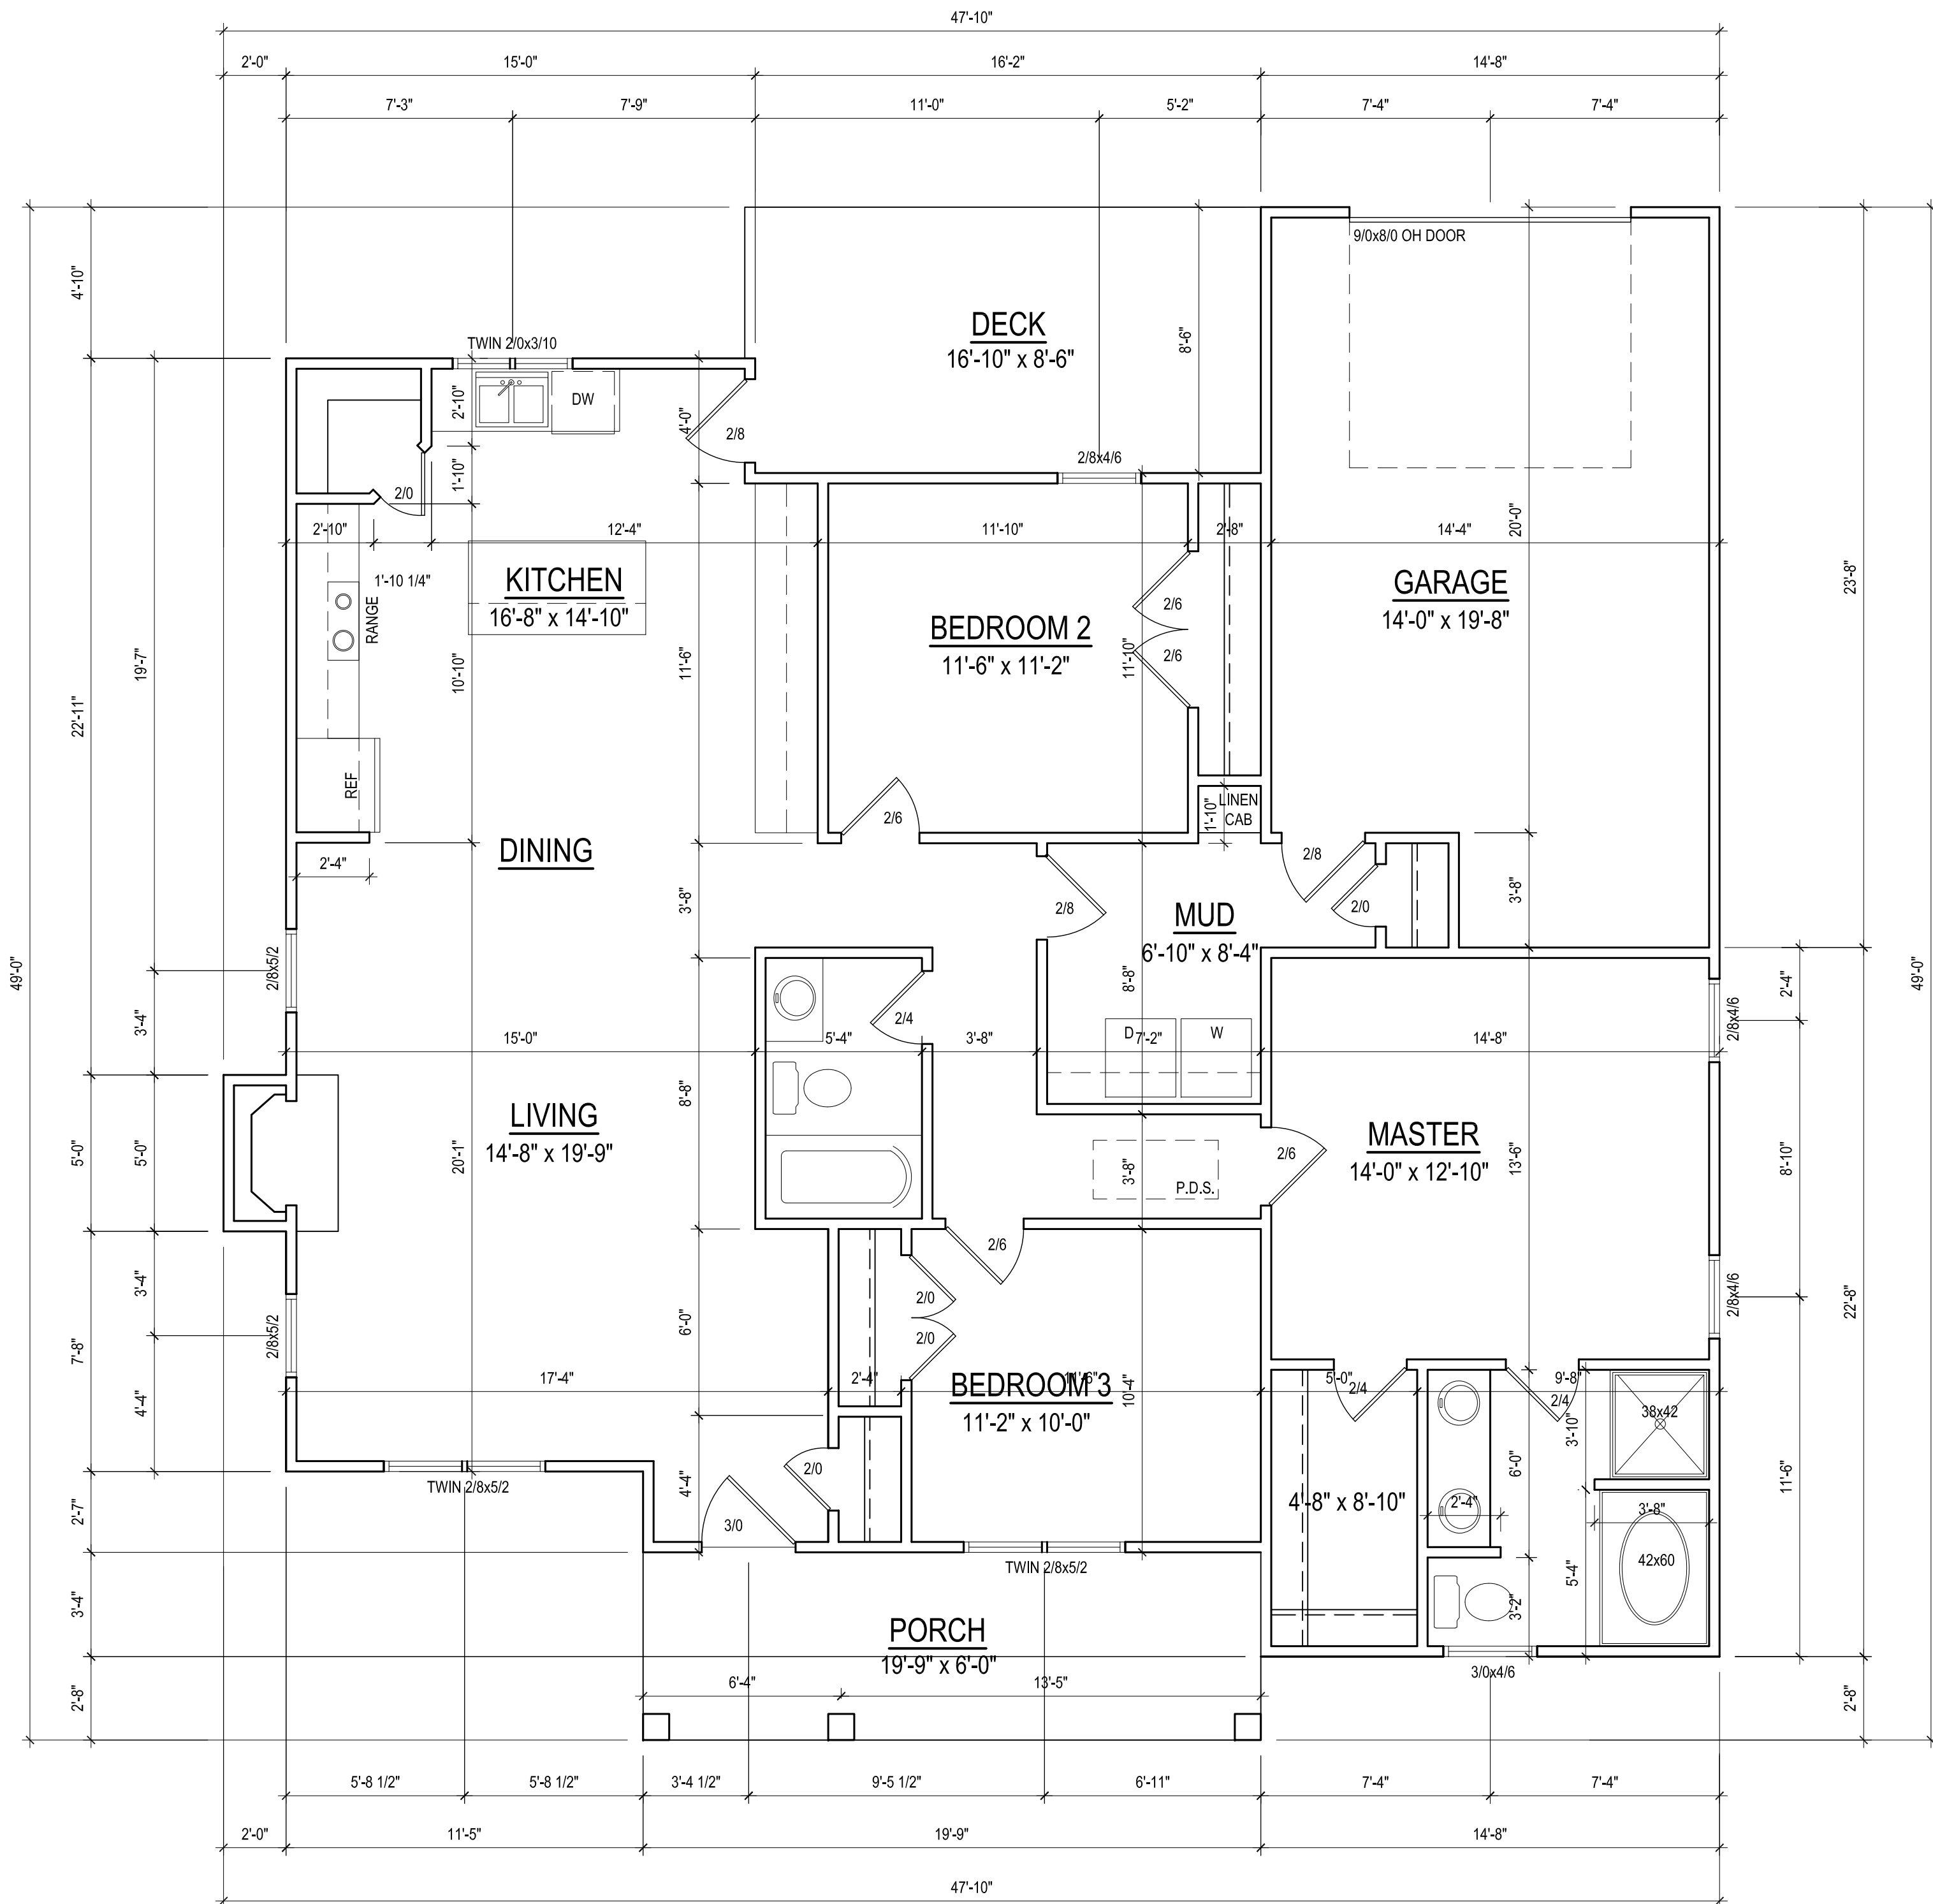 47'-10"
2'-0" 15'-0" 16'-2" 14'-8"
7'-3" 7'-9" 11'-0" 5'-2" 7'-4" 7'-4"
9/0x8/0 OH DOOR
4'-10"
DECK
16'-10" x 8'-6"
8'-6"
TWIN 2/0x3/10
2'-10"
DW
4'-0"
2/8
2/8x4/6
1'-10"
2/0
2'-10" 12'-4" 11'-10" 2'-8" 14'-4"
20'-0"
1'-10 1/4"
RANGE
KITCHEN
16'-8" x 14'-10"
GARAGE
14'-0" x 19'-8"
23'-8"
2/6
BEDROOM 2
11'-6" x 11'-2"
2/6
11'-10"
19'-7"
22'-11"
10'-10"
11'-6"
REF
2/6
LINEN
CAB
1'-10"
DINING
2'-4"
2/8
2/0
3'-8"
3'-8"
2/8
MUD
6'-10" x 8'-4"
49'-0"
49'-0"
2/8x5/2
2'-4"
2/8x4/6
8'-8"
3'-4"
2/4
15'-0" 5'-4" 3'-8" D 7'-2" W 14'-8"
8'-8"
LIVING
14'-8" x 19'-9"
5'-0"
5'-0"
20'-1"
MASTER
14'-0" x 12'-10"
13'-6"
8'-10"
2/6
3'-8"
P.D.S.
2/6
3'-4"
2/0
2/0
2/8x5/2
2/8x4/6
22'-8"
7'-8"
6'-0"
17'-4" 2'-4" 11'-6" 5'-0" 9'-8"
4'-4"
BEDROOM 3
11'-2" x 10'-0"
10'-4"
2/4
2/4
38x42
3'-10"
6'-0"
11'-6"
2/0
4'-4"
TWIN 2/8x5/2
3/0
4'-8" x 8'-10"
2'-4"
3'-8"
2'-7"
TWIN 2/8x5/2
42x60
5'-4"
3'-2"
3'-4"
PORCH
19'-9" x 6'-0"
3/0x4/6
6'-4" 13'-5"
2'-8"
2'-8"
5'-8 1/2" 5'-8 1/2" 3'-4 1/2" 9'-5 1/2" 6'-11" 7'-4" 7'-4"
2'-0" 11'-5" 19'-9" 14'-8"
47'-10"